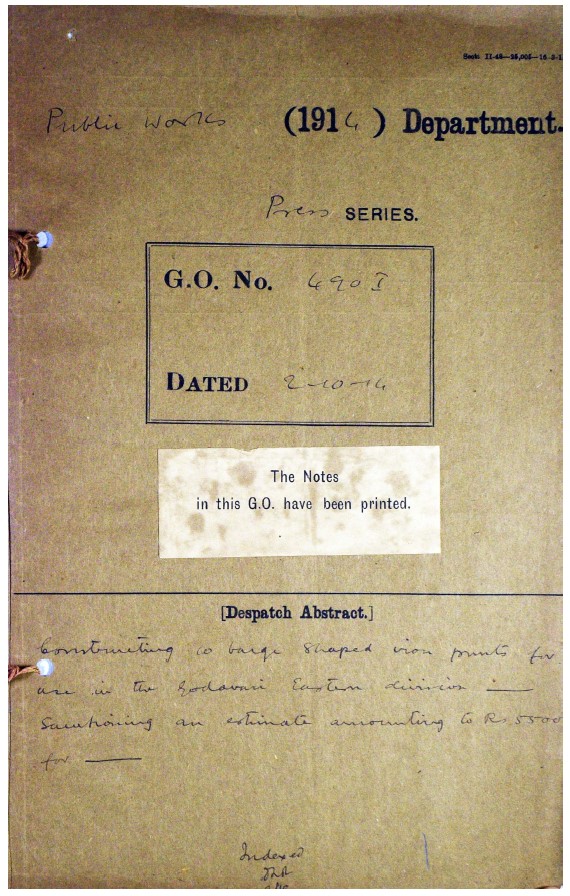 Public Works (1914) Department.
Press SERIES.
G.O. No. 490 I
DATED 2-10-14
The Notes
in this G.O. have been printed.
[Despatch Abstract.]
Constructing 10 barge shaped iron punts for
use in the Godavari Eastern division —
Sanctioning an estimate amounting to Rs 5500
for —
Indexed